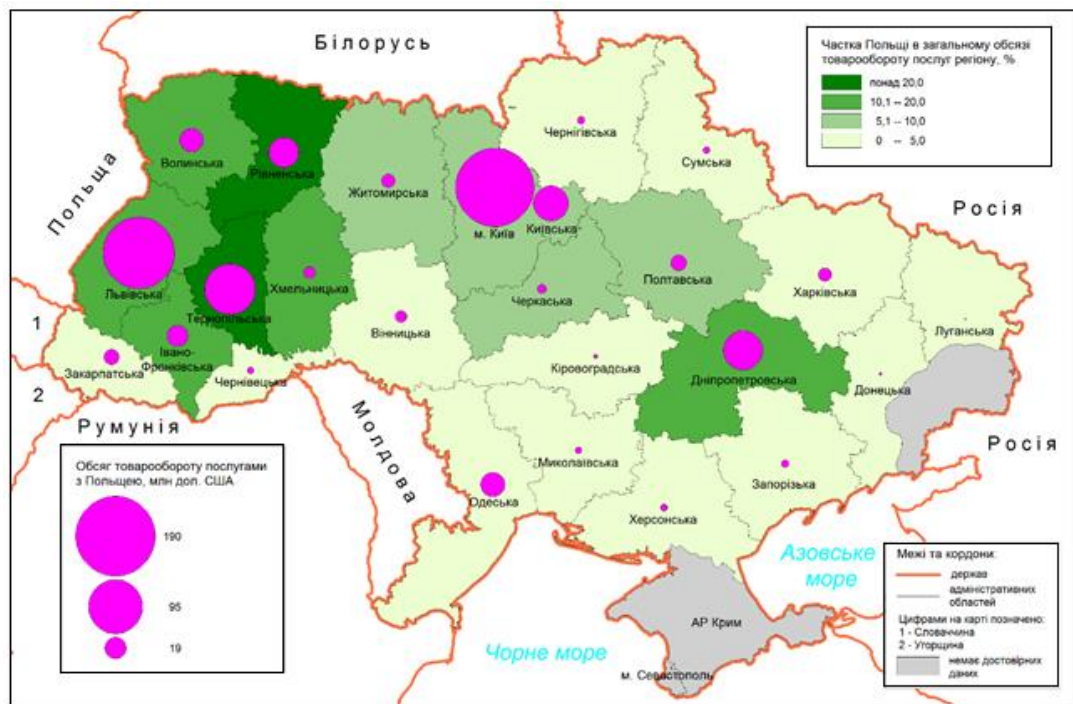 Білорусь
Частка Польщі в загальному обсязі
товарообороту послуг регіону, %
понад 20,0
10,1 -- 20,0
5,1 -- 10,0
0 -- 5,0
Польща
Росія
Волинська
Рівненська
Житомирська
м. Київ
Київська
Чернігівська
Сумська
Львівська
Тернопільська
Хмельницька
Черкаська
Полтавська
Харківська
Луганська
1
Закарпатська
Івано-
Франківська
Чернівецька
Вінницька
Кіровоградська
Дніпропетровська
Донецька
2
Румунія
Молдова
Росія
Обсяг товарообороту послугами
з Польщею, млн дол. США
190
95
19
Одеська
Миколаївська
Херсонська
Запорізька
Азовське
море
Чорне море
АР Крим
м. Севастополь
Межі та кордони:
держав
адміністративних
областей
Цифрами на карті позначено:
1 - Словаччина
2 - Угорщина
немає достовірних
даних